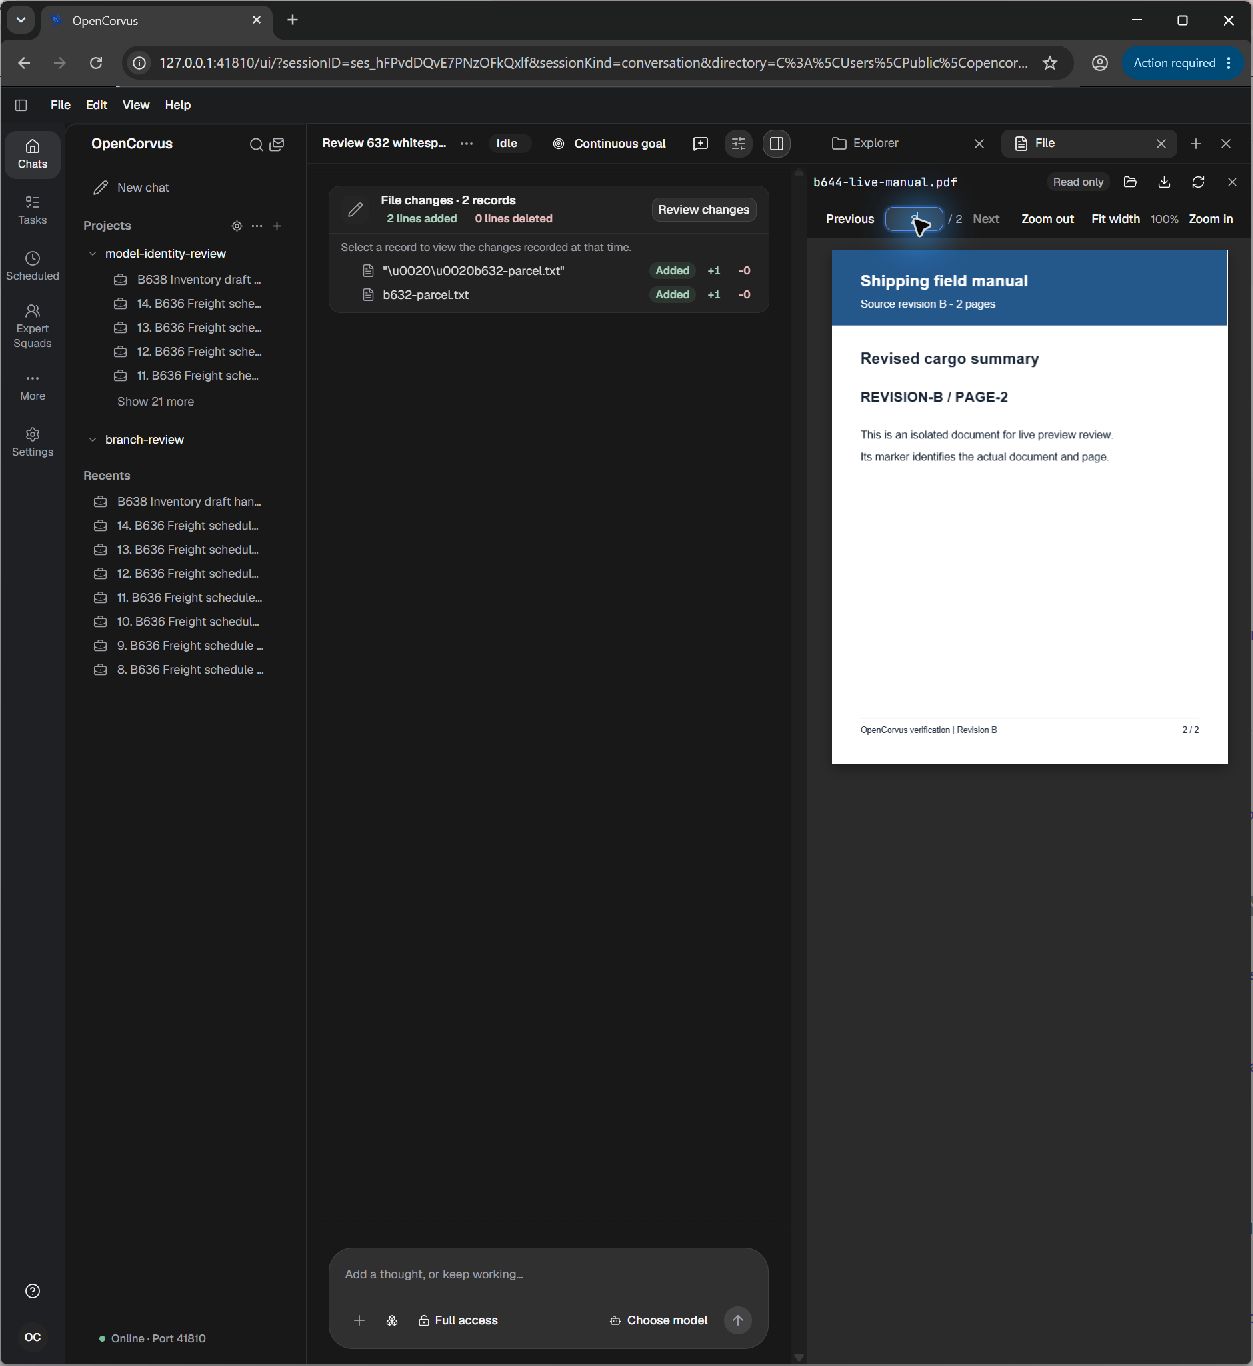 OpenCorvus
127.0.0.1:41810/ui/?sessionID=ses_hFPvdDQvE7PNzOFkQxlf&sessionKind=conversation&directory=C%3A%5CUsers%5CPublic%5Copencor...
Action required
File Edit View Help
Chats
Tasks
Scheduled
Expert
Squads
More
Settings
OC
OpenCorvus
New chat
Projects
model-identity-review
B638 Inventory draft ...
14. B636 Freight sche...
13. B636 Freight sche...
12. B636 Freight sche...
11. B636 Freight sche...
Show 21 more
branch-review
Recents
B638 Inventory draft han...
14. B636 Freight schedul...
13. B636 Freight schedul...
12. B636 Freight schedul...
11. B636 Freight schedule...
10. B636 Freight schedul...
9. B636 Freight schedule ...
8. B636 Freight schedule ...
Online · Port 41810
Review 632 whitesp... ... Idle Continuous goal
File changes · 2 records
2 lines added 0 lines deleted
Review changes
Select a record to view the changes recorded at that time.
"\u0020\u0020b632-parcel.txt" Added +1 -0
b632-parcel.txt Added +1 -0
Add a thought, or keep working...
Full access Choose model
Explorer File
b644-live-manual.pdf Read only
Previous / 2 Next Zoom out Fit width 100% Zoom in
Shipping field manual
Source revision B - 2 pages
Revised cargo summary
REVISION-B / PAGE-2
This is an isolated document for live preview review.
Its marker identifies the actual document and page.
OpenCorvus verification | Revision B 2 / 2